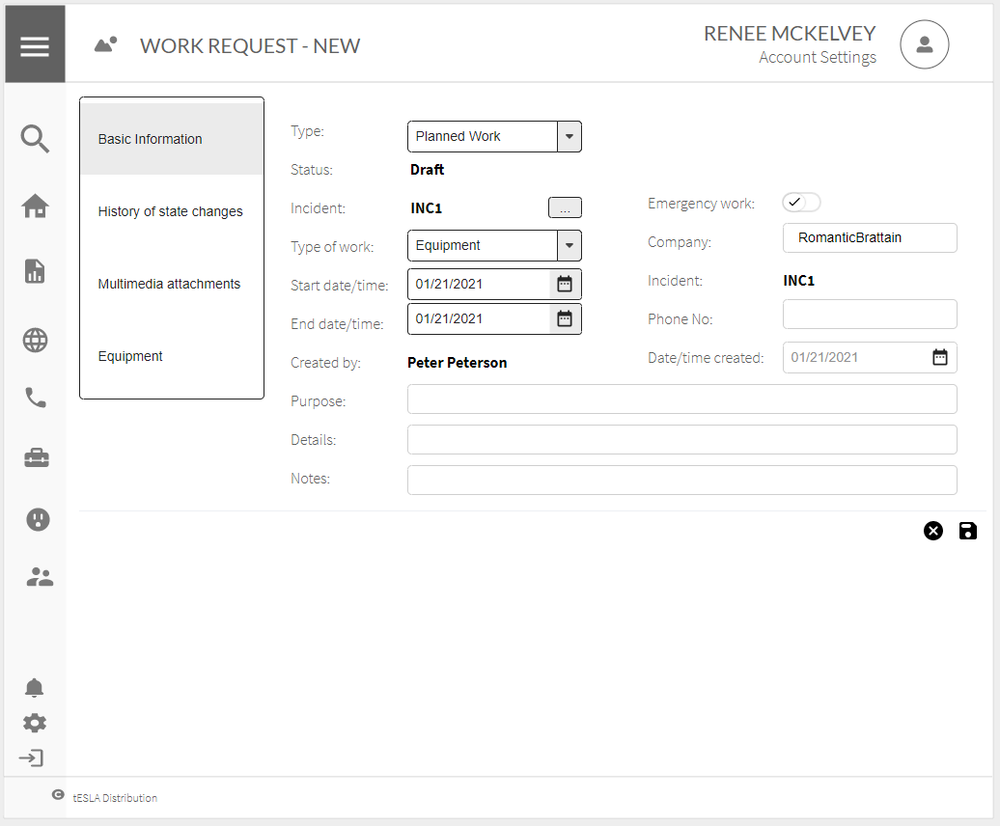 WORK REQUEST - NEW
RENEE MCKELVEY
Account Settings
Basic Information
History of state changes
Multimedia attachments
Equipment
Type: Planned Work
Status: Draft
Incident: INC1 ...
Type of work: Equipment
Start date/time: 01/21/2021
End date/time: 01/21/2021
Created by: Peter Peterson
Emergency work:
Company: RomanticBrattain
Incident: INC1
Phone No:
Date/time created: 01/21/2021
Purpose:
Details:
Notes:
© tESLA Distribution